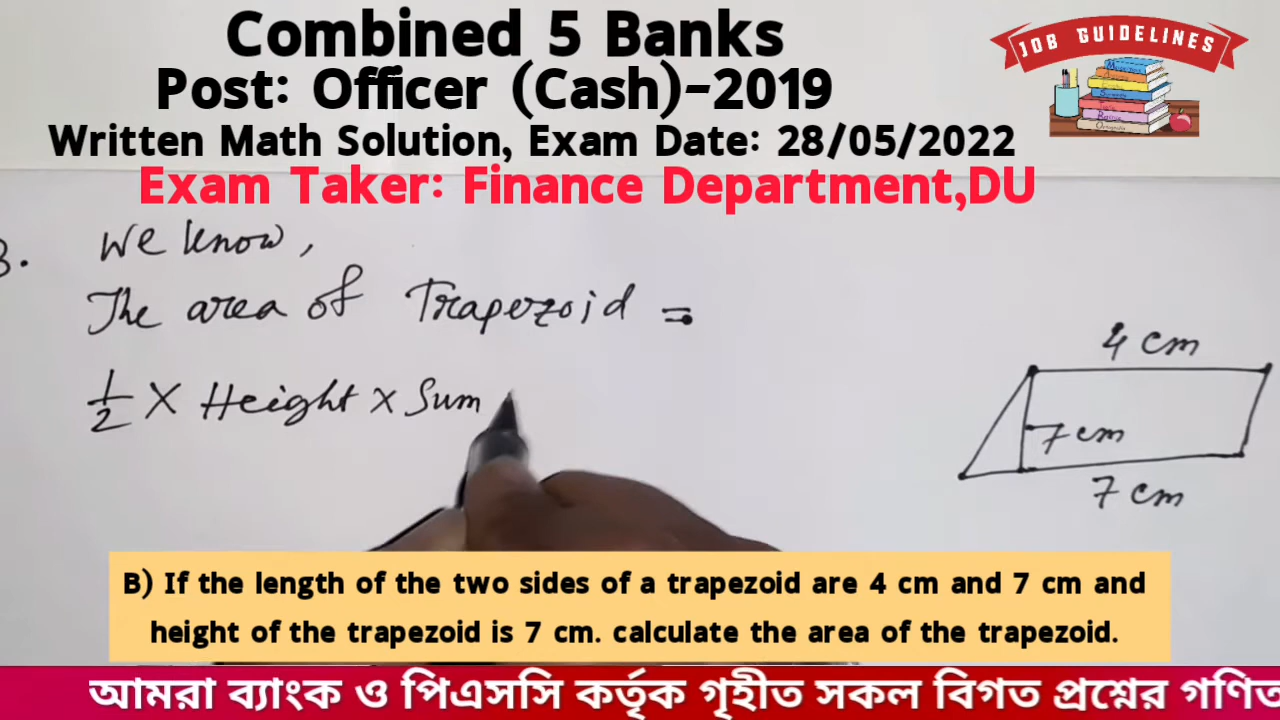 Combined 5 Banks
JOB GUIDELINES
Post: Officer (Cash)-2019
Written Math Solution, Exam Date: 28/05/2022
Exam Taker: Finance Department,DU
We know,
The area of Trapezoid =
4 cm
1/2 × Height × Sum
7 cm
7 cm
B) If the length of the two sides of a trapezoid are 4 cm and 7 cm and
height of the trapezoid is 7 cm. calculate the area of the trapezoid.
আমরা ব্যাংক ও পিএসসি কর্তৃক গৃহীত সকল বিগত প্রশ্নের গণিত